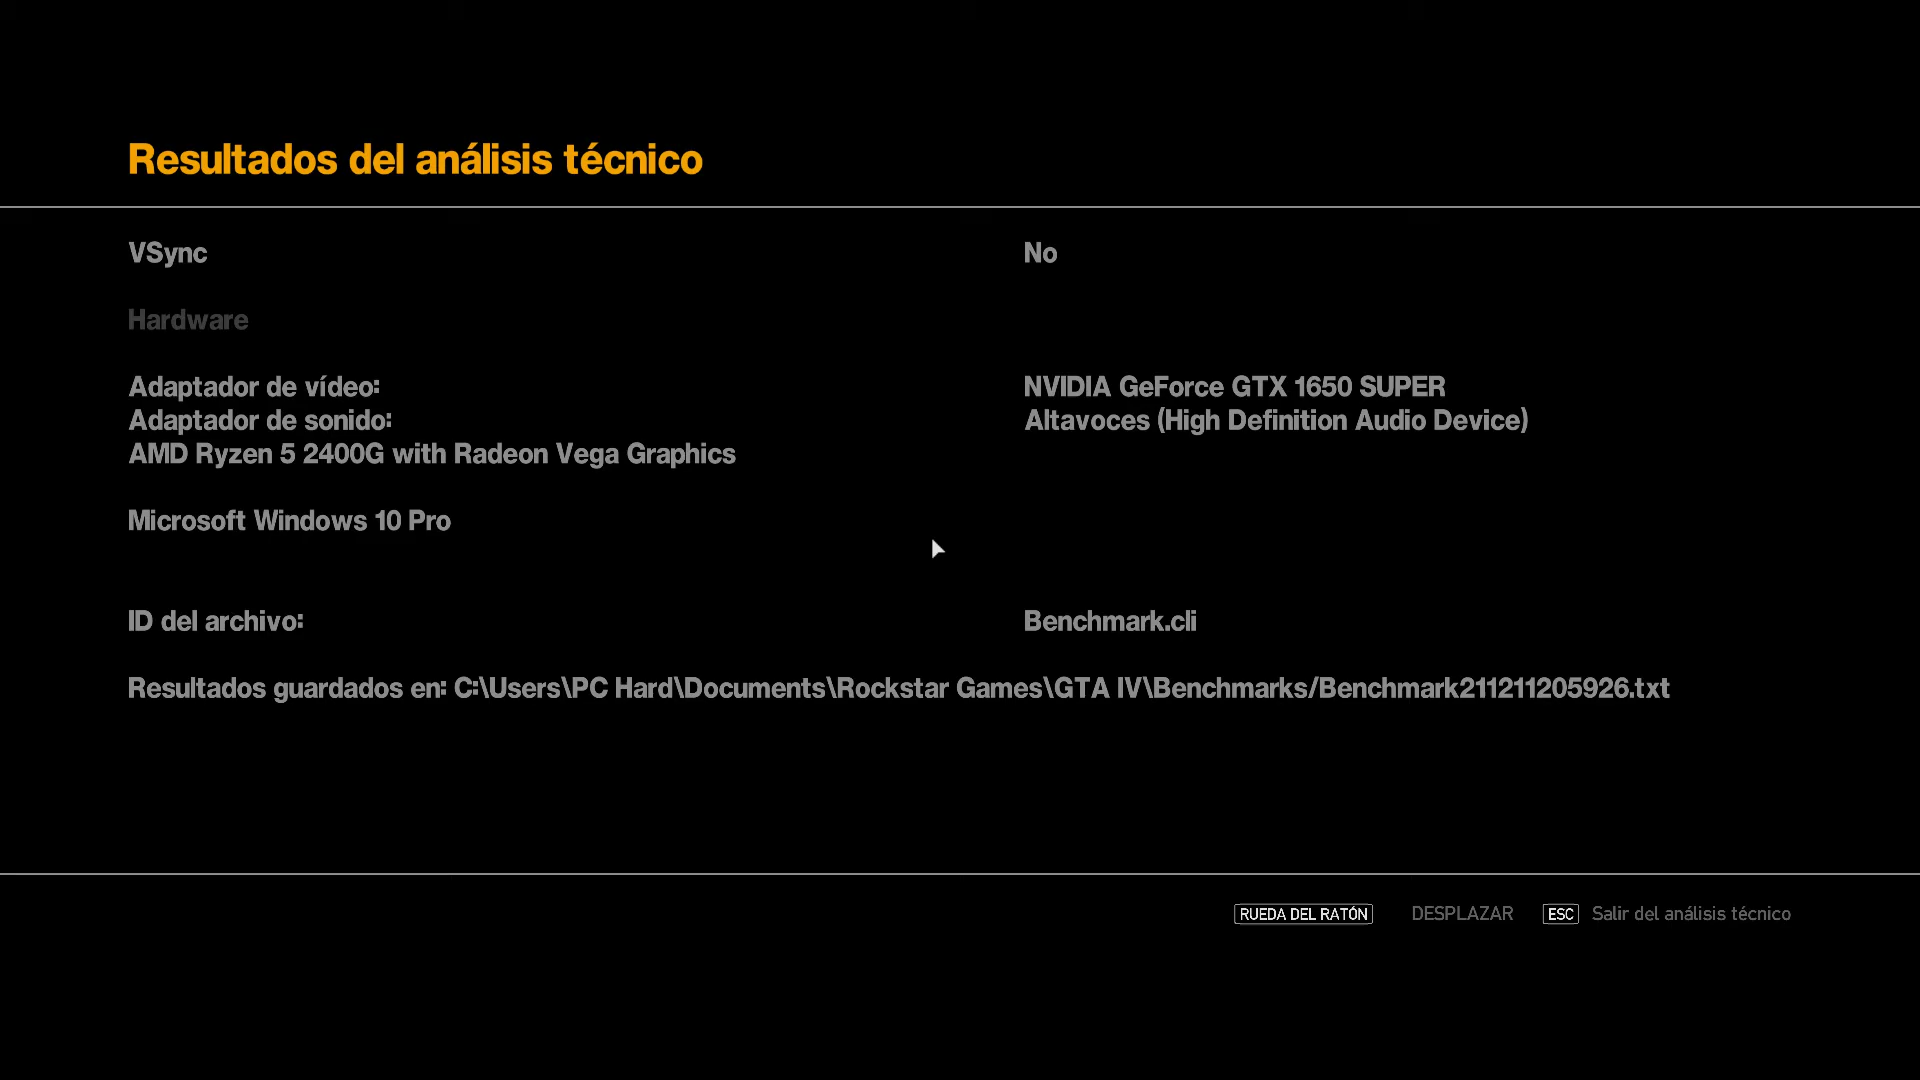 Resultados del análisis técnico
VSync No
Hardware
Adaptador de vídeo: NVIDIA GeForce GTX 1650 SUPER
Adaptador de sonido: Altavoces (High Definition Audio Device)
AMD Ryzen 5 2400G with Radeon Vega Graphics
Microsoft Windows 10 Pro
ID del archivo: Benchmark.cli
Resultados guardados en: C:\Users\PC Hard\Documents\Rockstar Games\GTA IV\Benchmarks/Benchmark211211205926.txt
RUEDA DEL RATÓN DESPLAZAR ESC Salir del análisis técnico